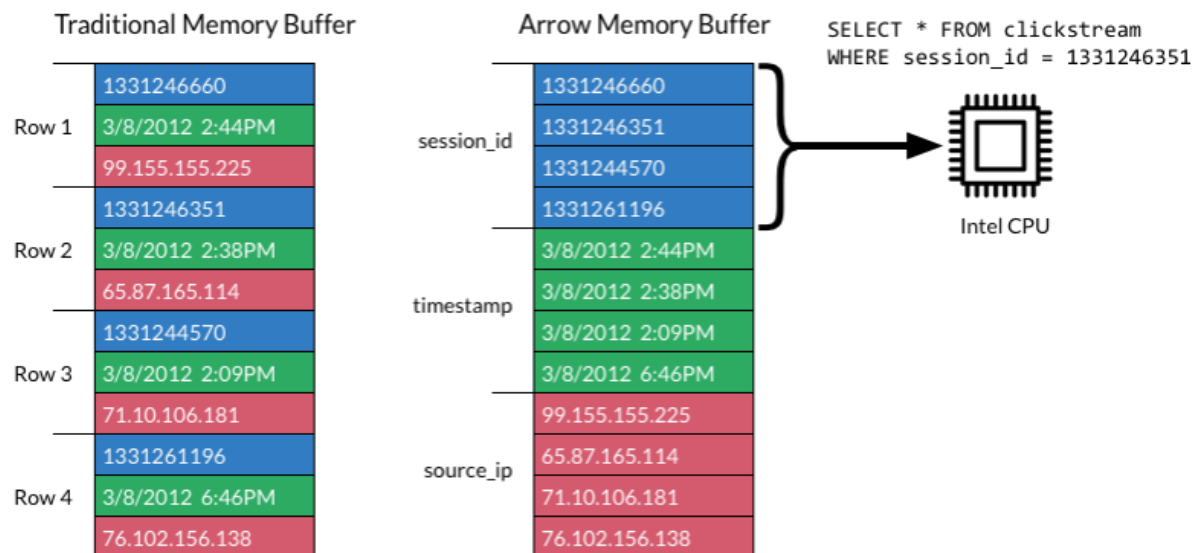 Traditional Memory Buffer
Row 1
1331246660
3/8/2012 2:44PM
99.155.155.225
Row 2
1331246351
3/8/2012 2:38PM
65.87.165.114
Row 3
1331244570
3/8/2012 2:09PM
71.10.106.181
Row 4
1331261196
3/8/2012 6:46PM
76.102.156.138
Arrow Memory Buffer
session_id
1331246660
1331246351
1331244570
1331261196
timestamp
3/8/2012 2:44PM
3/8/2012 2:38PM
3/8/2012 2:09PM
3/8/2012 6:46PM
source_ip
99.155.155.225
65.87.165.114
71.10.106.181
76.102.156.138
SELECT * FROM clickstream
WHERE session_id = 1331246351
Intel CPU